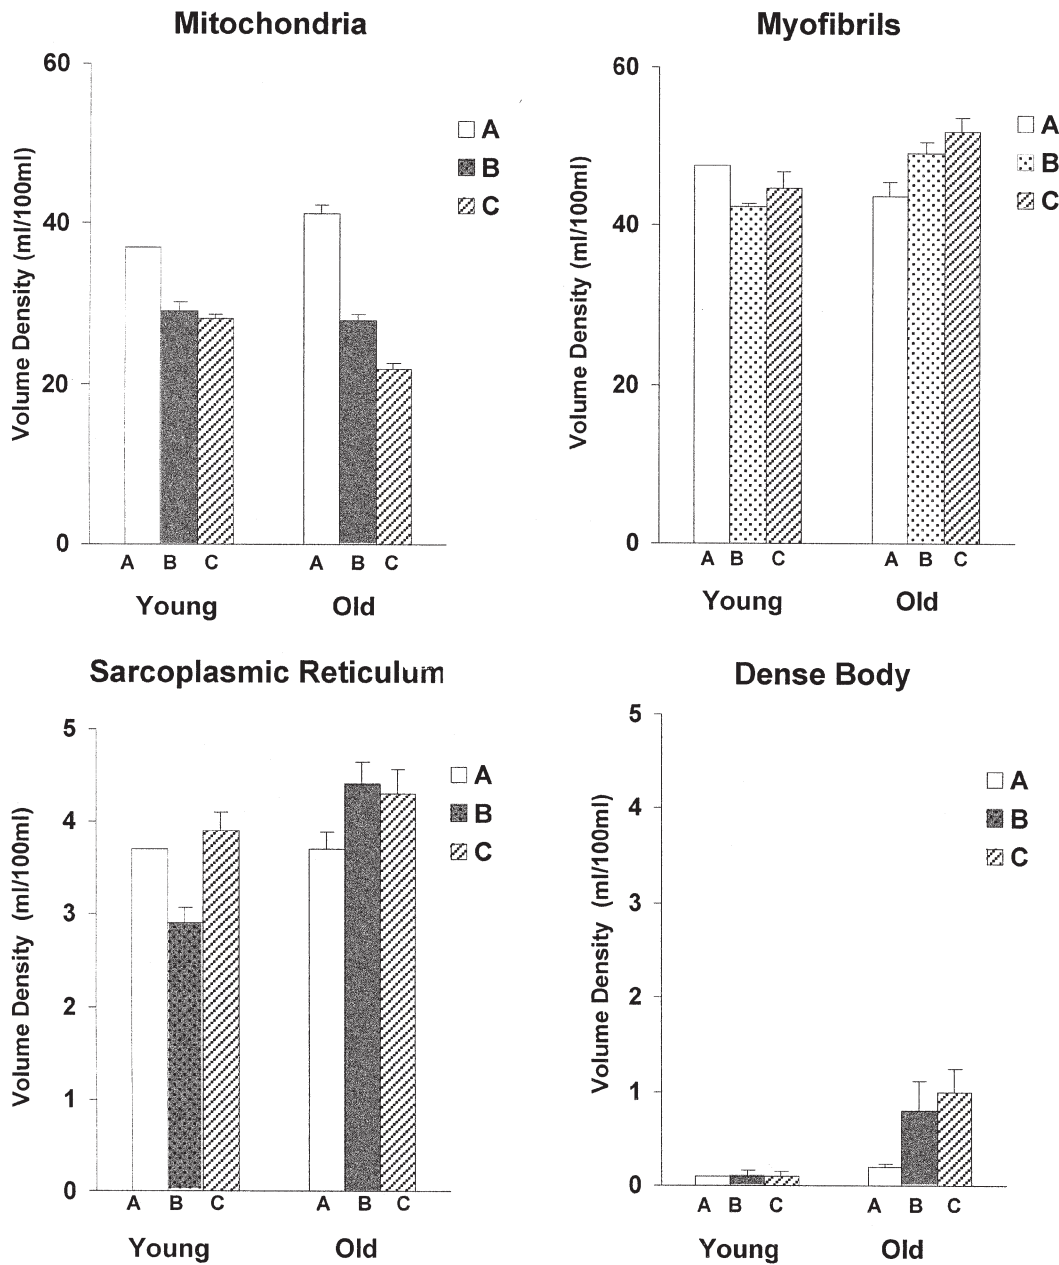 Mitochondria
60
40
20
0
Volume Density (ml/100ml)
A
B
C
A B C A B C
Young Old
Myofibrils
60
40
20
0
Volume Density (ml/100ml)
A
B
C
A B C A B C
Young Old
Sarcoplasmic Reticulum
5
4
3
2
1
0
Volume Density (ml/100ml)
A
B
C
A B C A B C
Young Old
Dense Body
5
4
3
2
1
0
Volume Density (ml/100ml)
A
B
C
A B C A B C
Young Old